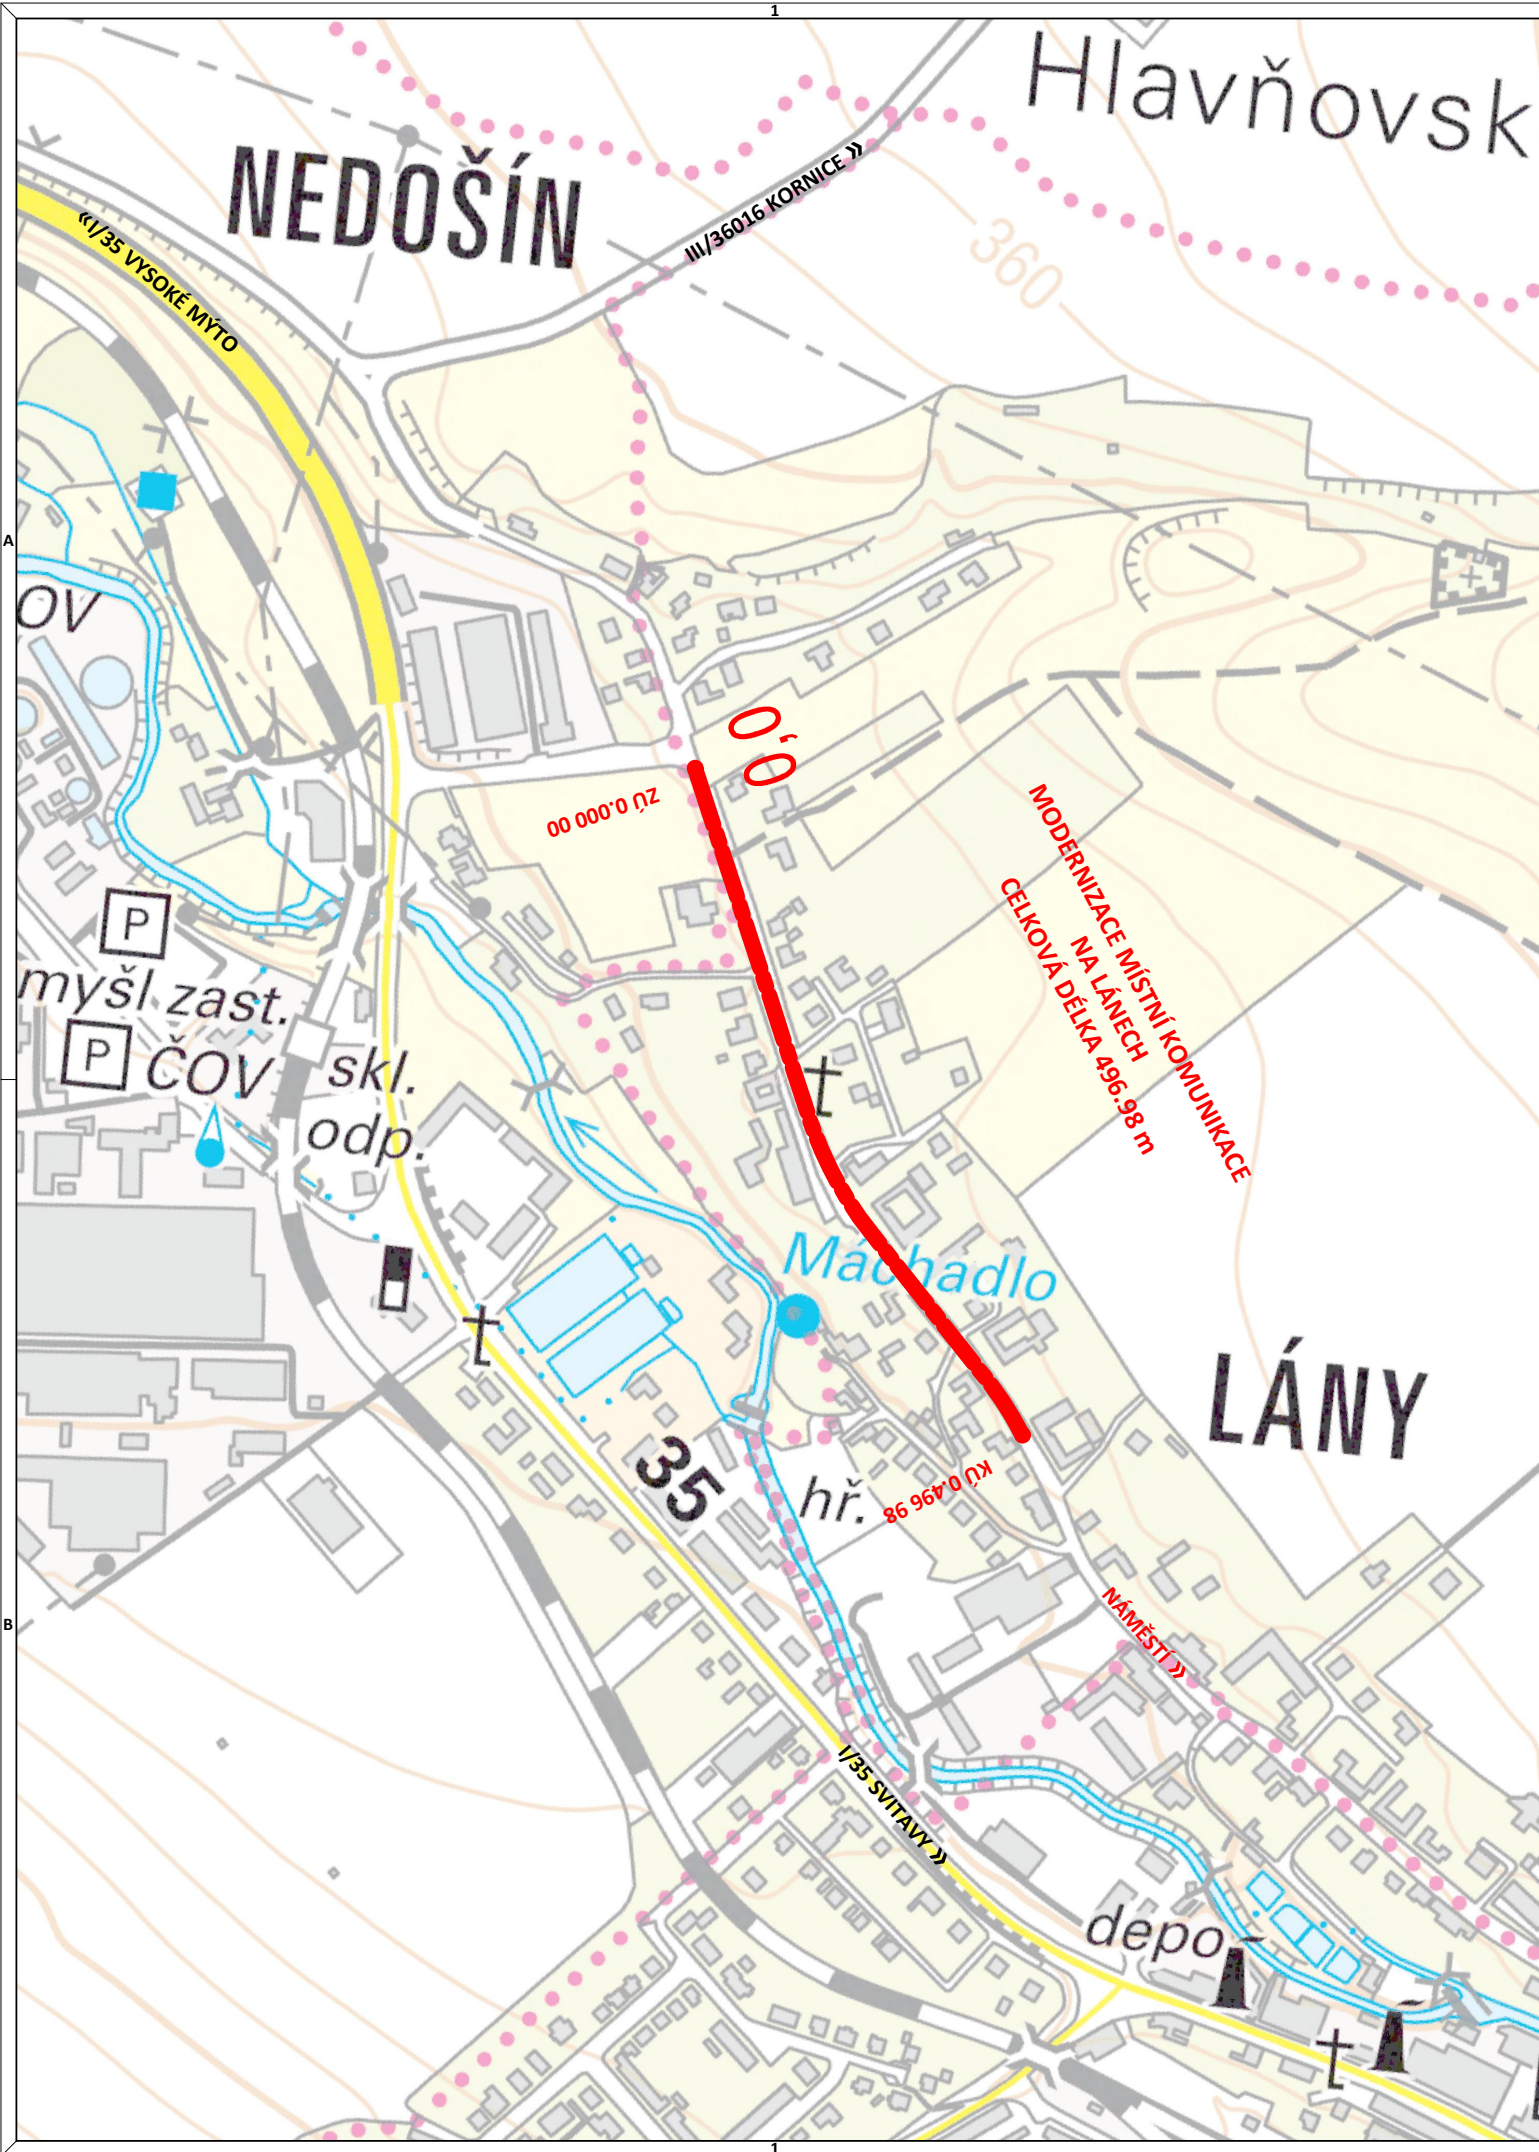 1
Hlavňovsk
NEDOŠÍN
III/36016 KORNICE »
«I/35 VYSOKÉ MÝTO
360
A
OV
0,0
ZÚ 0.000 00
MODERNIZACE MÍSTNÍ KOMUNIKACE
NA LÁNECH
CELKOVÁ DÉLKA 496.98 m
P
myšl zast.
P
ČOV
skl.
odp.
Máchadlo
LÁNY
35
hř.
KÚ 0.496 98
B
NÁMĚSTÍ »
I/35 SVITAVY »
depo
1